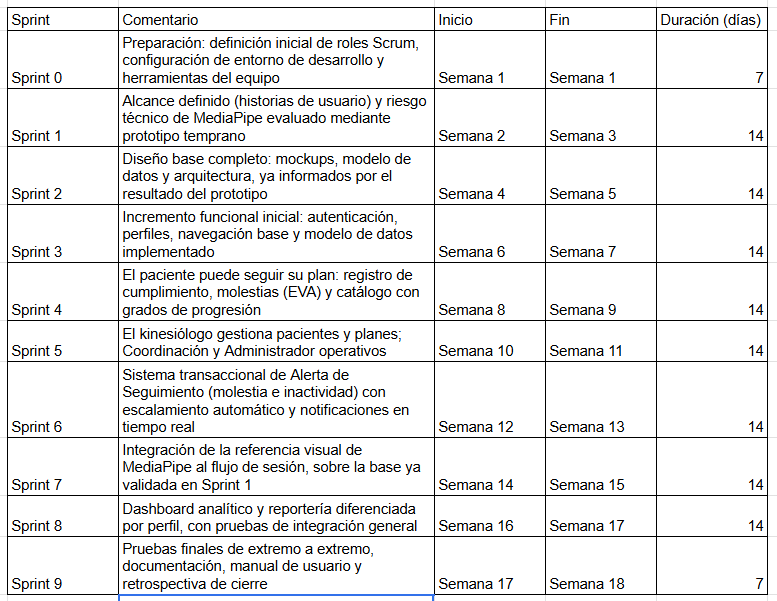 Sprint Comentario Inicio Fin Duración (días)
Preparación: definición inicial de roles Scrum,
configuración de entorno de desarrollo y
Sprint 0 herramientas del equipo Semana 1 Semana 1 7
Alcance definido (historias de usuario) y riesgo
técnico de MediaPipe evaluado mediante
Sprint 1 prototipo temprano Semana 2 Semana 3 14
Diseño base completo: mockups, modelo de
datos y arquitectura, ya informados por el
Sprint 2 resultado del prototipo Semana 4 Semana 5 14
Incremento funcional inicial: autenticación,
perfiles, navegación base y modelo de datos
Sprint 3 implementado Semana 6 Semana 7 14
El paciente puede seguir su plan: registro de
cumplimiento, molestias (EVA) y catálogo con
Sprint 4 grados de progresión Semana 8 Semana 9 14
El kinesiólogo gestiona pacientes y planes;
Sprint 5 Coordinación y Administrador operativos Semana 10 Semana 11 14
Sistema transaccional de Alerta de
Seguimiento (molestia e inactividad) con
escalamiento automático y notificaciones en
Sprint 6 tiempo real Semana 12 Semana 13 14
Integración de la referencia visual de
MediaPipe al flujo de sesión, sobre la base ya
Sprint 7 validada en Sprint 1 Semana 14 Semana 15 14
Dashboard analítico y reportería diferenciada
Sprint 8 por perfil, con pruebas de integración general Semana 16 Semana 17 14
Pruebas finales de extremo a extremo,
documentación, manual de usuario y
Sprint 9 retrospectiva de cierre Semana 17 Semana 18 7